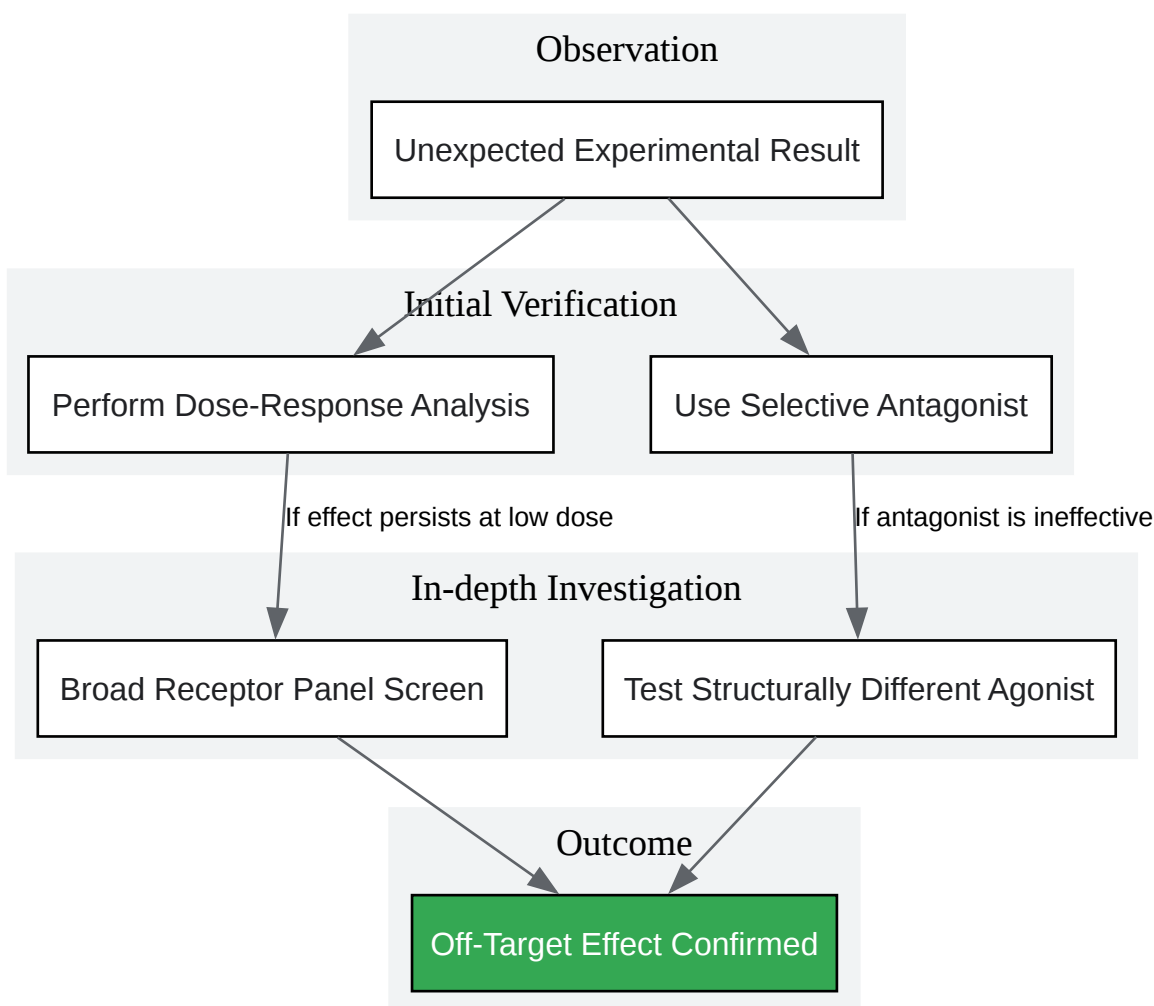 Observation
Unexpected Experimental Result
Initial Verification
Perform Dose-Response Analysis
Use Selective Antagonist
If effect persists at low dose
If antagonist is ineffective
In-depth Investigation
Broad Receptor Panel Screen
Test Structurally Different Agonist
Outcome
Off-Target Effect Confirmed